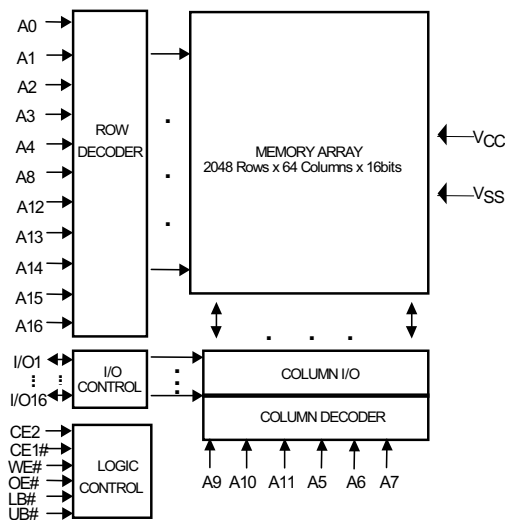 A0
A1
A2
A3
A4
A8
A12
A13
A14
A15
A16
ROW
DECODER
MEMORY ARRAY
2048 Rows x 64 Columns x 16bits
VCC
VSS
I/O1
I/O16
I/O
CONTROL
COLUMN I/O
COLUMN DECODER
CE2
CE1#
WE#
OE#
LB#
UB#
LOGIC
CONTROL
A9 A10 A11 A5 A6 A7